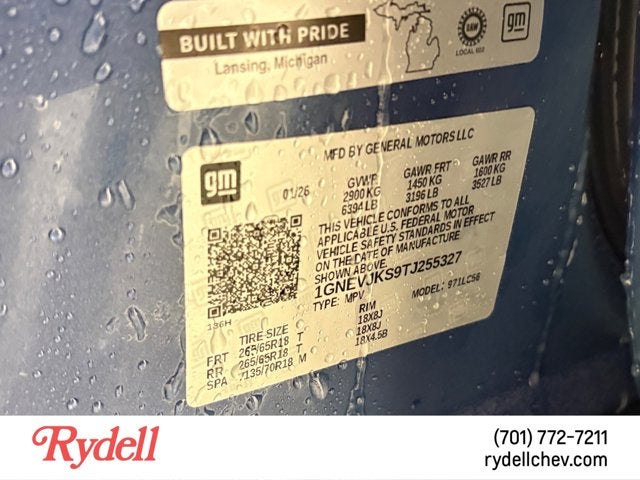 BUILT WITH PRIDE
Lansing, Michigan
UAW
LOCAL 602
gm
MFD BY GENERAL MOTORS LLC
gm
01/26
GVWR GAWR FRT GAWR RR
2900 KG 1450 KG 1600 KG
6394 LB 3196 LB 3527 LB
THIS VEHICLE CONFORMS TO ALL
APPLICABLE U.S. FEDERAL MOTOR
VEHICLE SAFETY STANDARDS IN EFFECT
ON THE DATE OF MANUFACTURE
SHOWN ABOVE.
1GNEVJKS9TJ255327
TYPE: MPV MODEL: 971LC56
136H
TIRE SIZE RIM
FRT 265/65R18 T 18X8J
RR 265/65R18 T 18X8J
SPA T135/70R18 M 18X4.5B
Rydell
(701) 772-7211
rydellchev.com